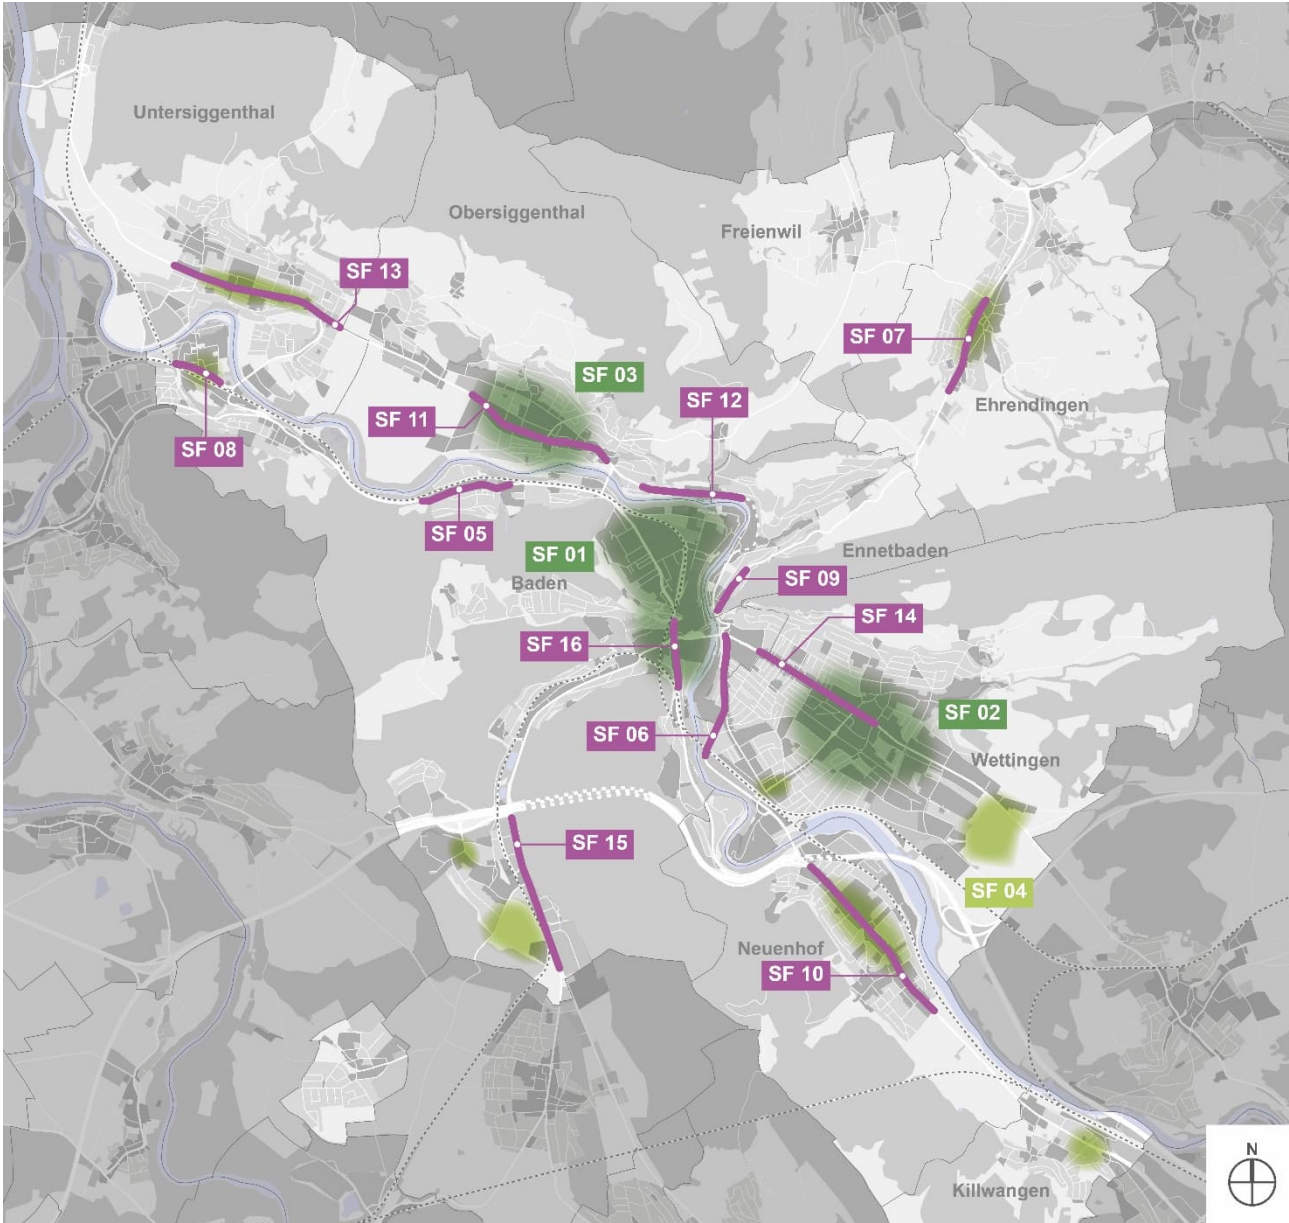 Untersiggenthal
Obersiggenthal
Freienwil
SF 13
SF 07
SF 03
SF 12
Ehrendingen
SF 11
SF 08
SF 05
SF 01
Ennetbaden
Baden
SF 09
SF 14
SF 16
SF 02
SF 06
Wettingen
SF 15
SF 04
Neuenhof
SF 10
N
Killwangen